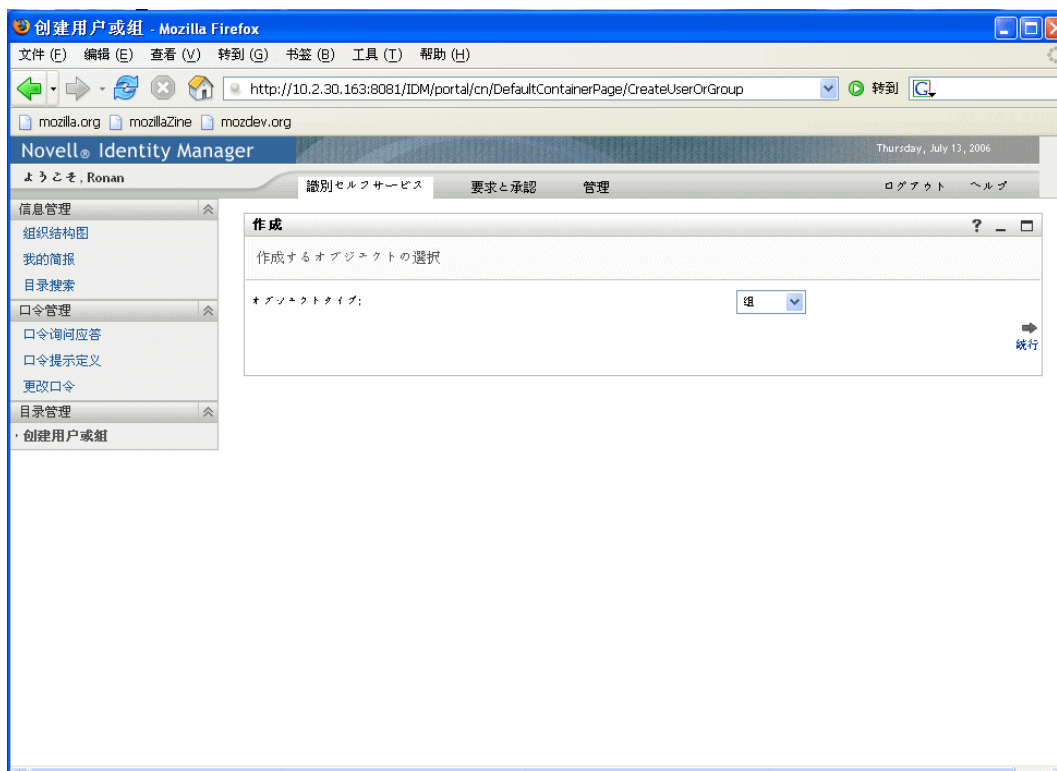 创建用户或组 - Mozilla Firefox
文件 (F) 编辑 (E) 查看 (V) 转到 (G) 书签 (B) 工具 (T) 帮助 (H)
http://10.2.30.163:8081/IDM/portal/cn/DefaultContainerPage/CreateUserOrGroup 转到 G
mozilla.org mozillaZine mozdev.org
Novell® Identity Manager Thursday, July 13, 2006
ようこそ, Ronan 識別セルフサービス 要求と承認 管理 ログアウト ヘルプ
信息管理
组织结构图
我的简报
目录搜索
口令管理
口令询问应答
口令提示定义
更改口令
目录管理
· 创建用户或组
作成 ?
作成するオブジェクトの選択
オブジェクトタイプ: 组
続行